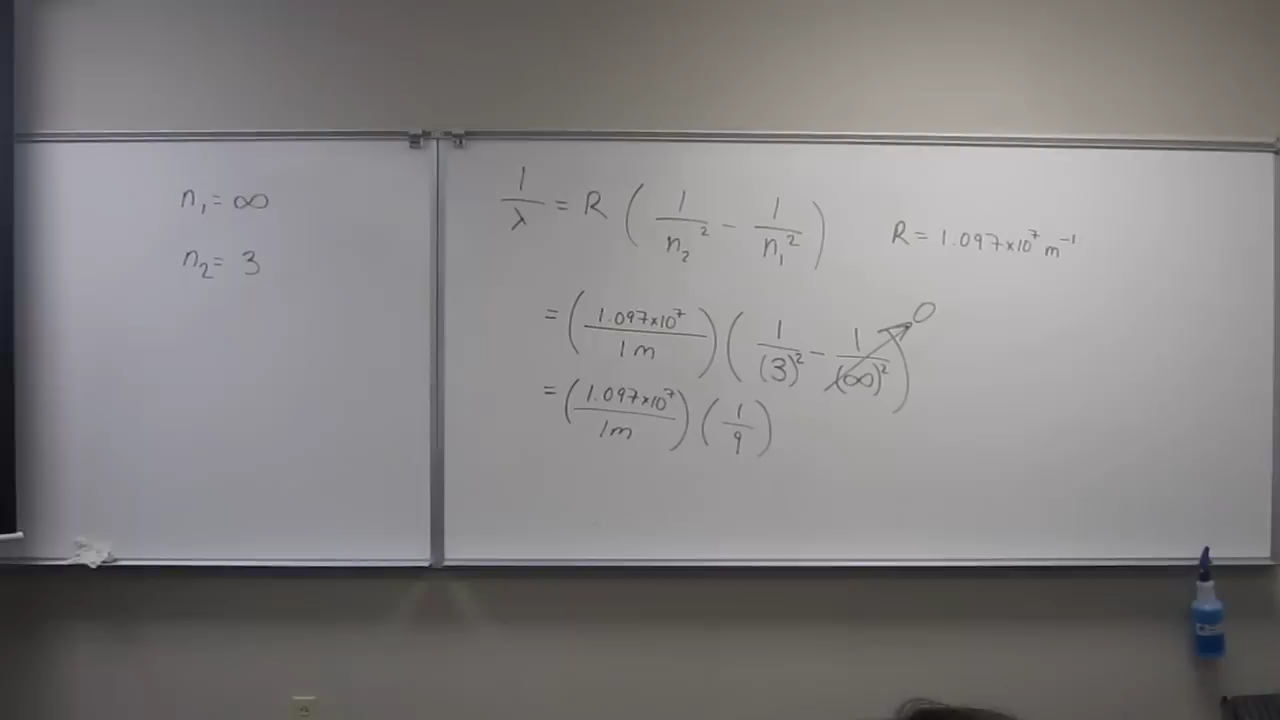 n₁ = ∞
n₂ = 3
1/λ = R (1/n₂² - 1/n₁²)
R = 1.097×10⁷ m⁻¹
= (1.097×10⁷/1m) (1/(3)² - 1/(∞)²) 0
= (1.097×10⁷/1m) (1/9)